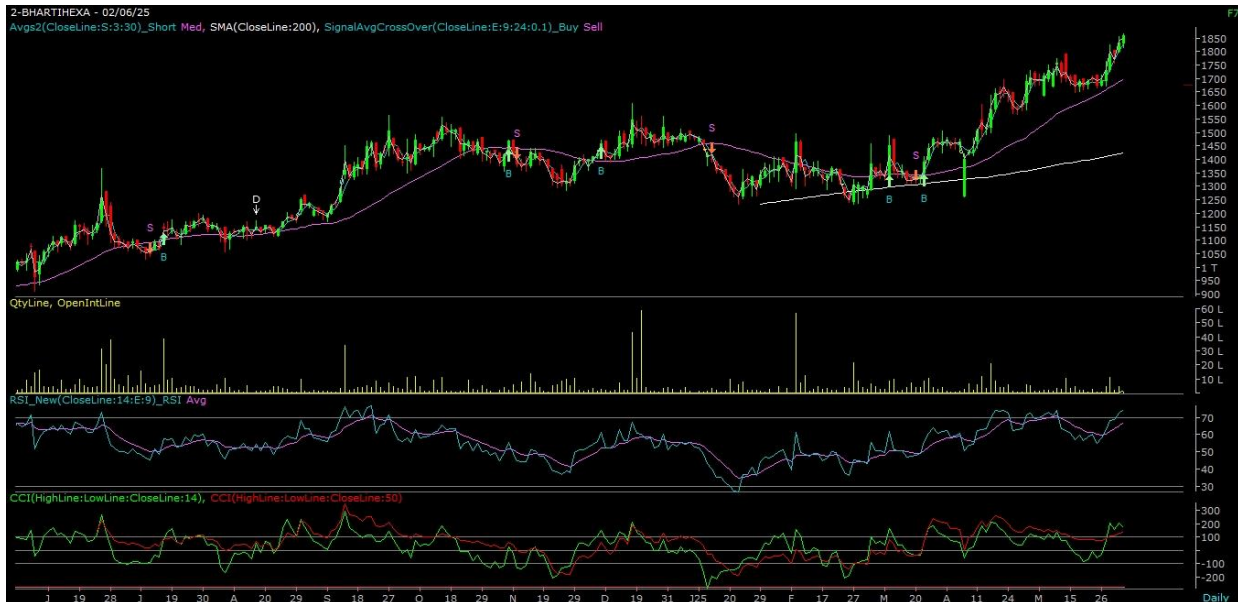 2-BHARTIHEXA - 02/06/25
F7
Avgs2(CloseLine:S:3:30)_Short Med, SMA(CloseLine:200), SignalAvgCrossOver(CloseLine:E:9:24:0.1)_Buy Sell
1850
1800
1750
1700
1650
1600
1550
1500
1450
1400
1350
1300
1250
1200
1150
1100
1050
1 T
950
900
S
B
D
S
B
B
S
B
S
B
QtyLine, OpenIntLine
60 L
50 L
40 L
30 L
20 L
10 L
RSI_New(CloseLine:14:E:9)_RSI Avg
70
60
50
40
30
CCI(HighLine:LowLine:CloseLine:14), CCI(HighLine:LowLine:CloseLine:50)
300
200
100
0
-100
-200
J 19 28 J 19 30 A 20 29 S 18 27 O 18 29 N 19 29 D 19 31 J25 20 29 F 17 27 M 20 A 11 24 M 15 26 Daily